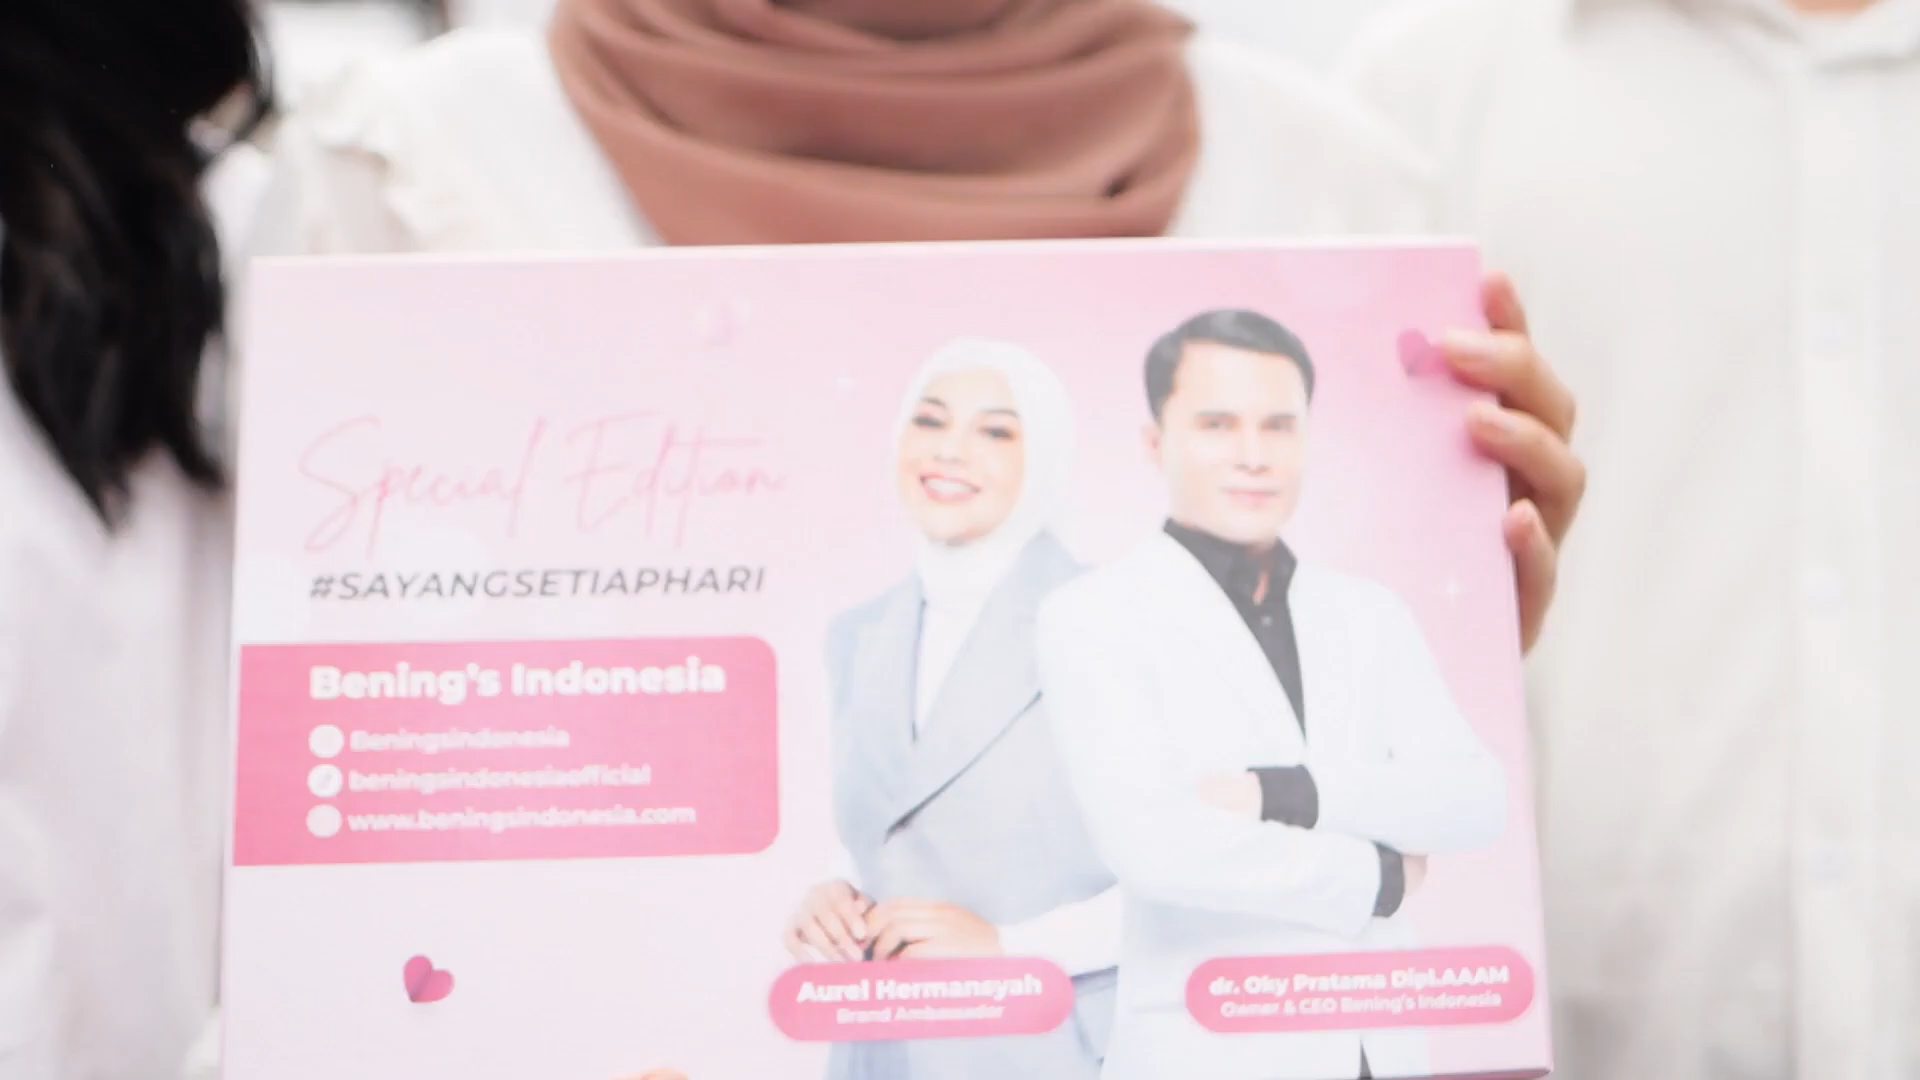 Special Edition
#SAYANGSETIAPHARI
Bening's Indonesia
Beningsindonesia
beningsindonesiaofficial
www.beningsindonesia.com
Aurel Hermansyah
Brand Ambassador
dr. Oky Pratama Dipl.AAAM
Owner & CEO Bening's Indonesia